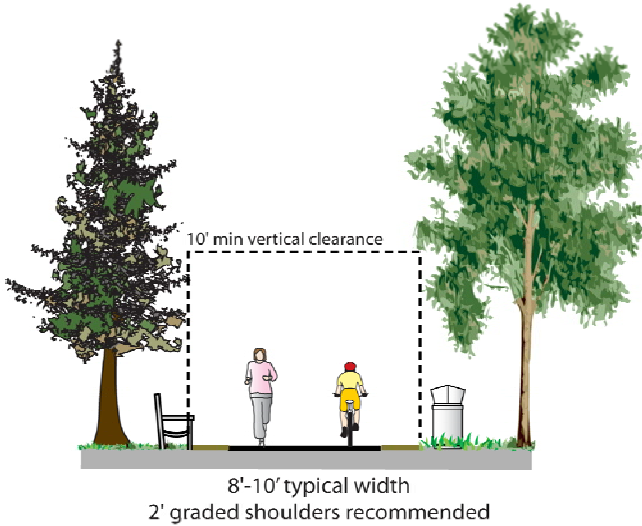 10' min vertical clearance
8'-10′ typical width
2' graded shoulders recommended